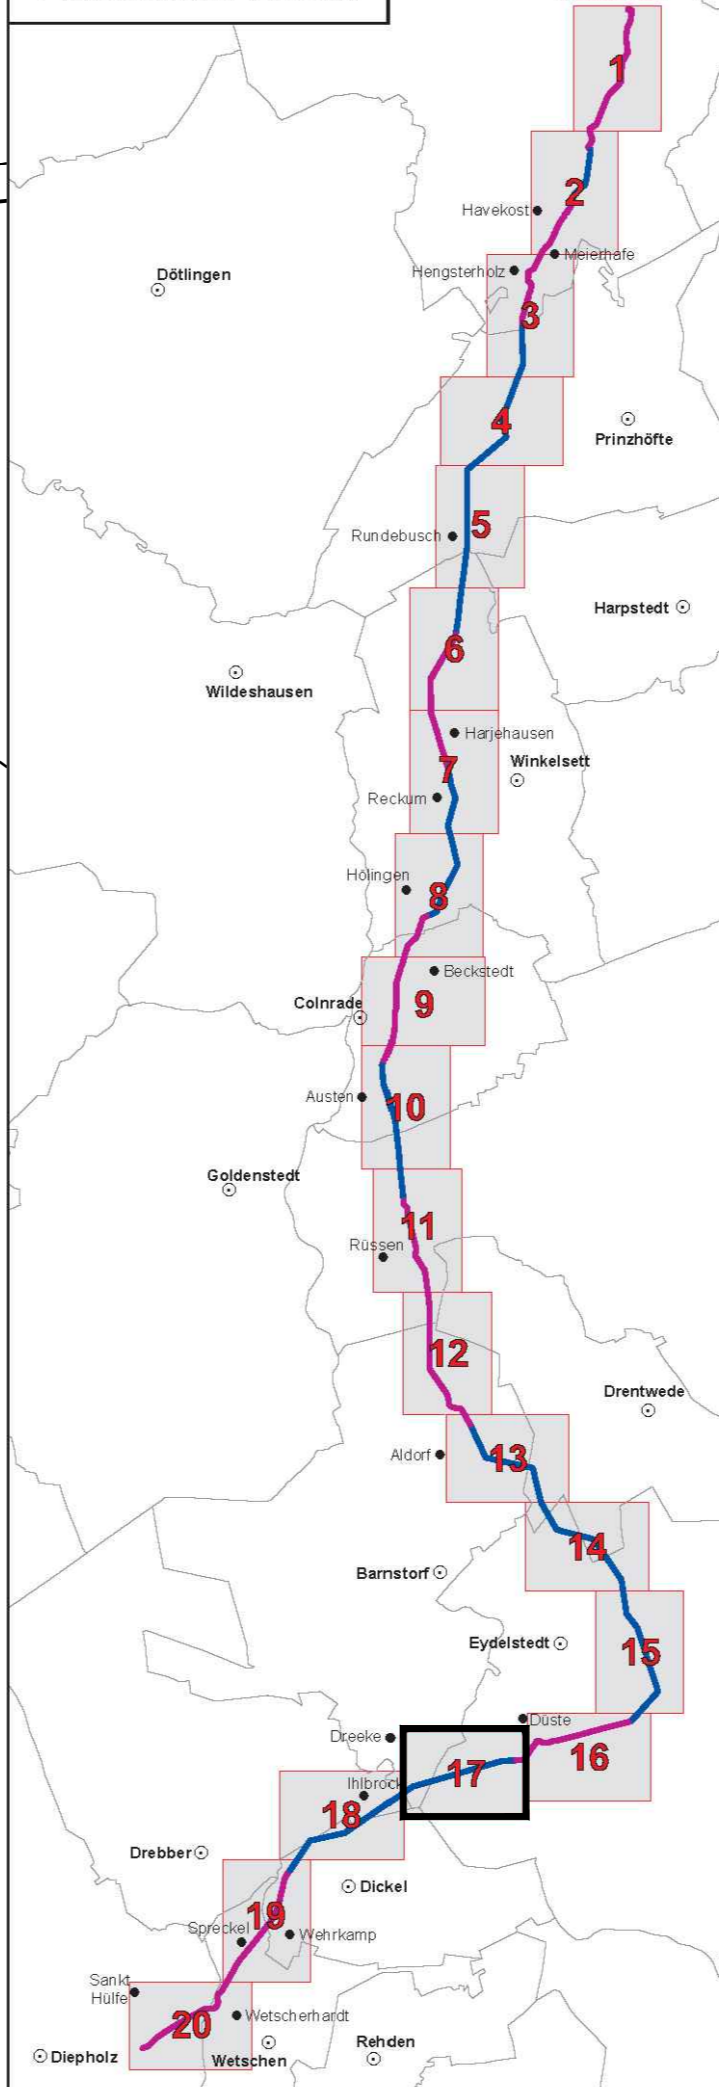 1
2
Havekost
Meierhafe
Hengsterholz
Dötlingen
3
4
Prinzhöfte
5
Rundebusch
Harpstedt
6
Wildeshausen
Harjehausen
Winkelsett
7
Reckum
Hölingen
8
Beckstedt
Colnrade
9
Austen
10
Goldenstedt
11
Rüssen
12
Drentwede
Aldorf
13
14
Barnstorf
Eydelstedt
15
Düste
Dreeke
16
17
Ihlbrock
18
Drebber
Dickel
19
Spreckel
Wehrkamp
Sankt
Hülfe
Wetscherhardt
20
Diepholz
Wetschen
Rehden